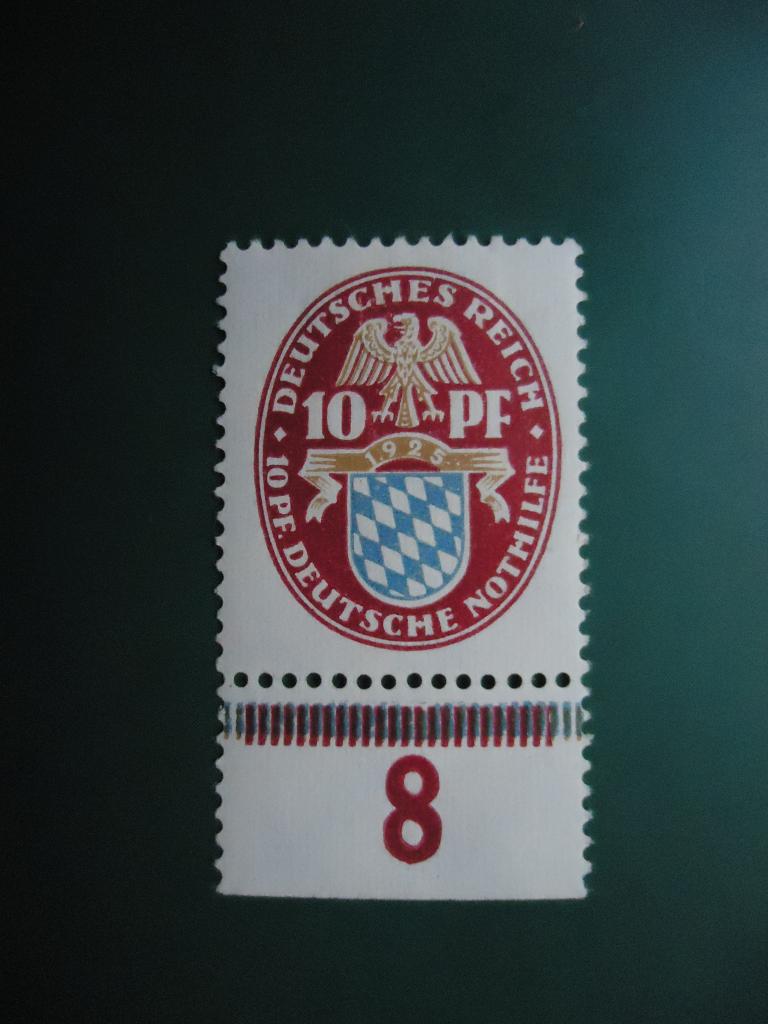 DEUTSCHES REICH
10 PF
1925
10 PF. DEUTSCHE NOTHILFE
8